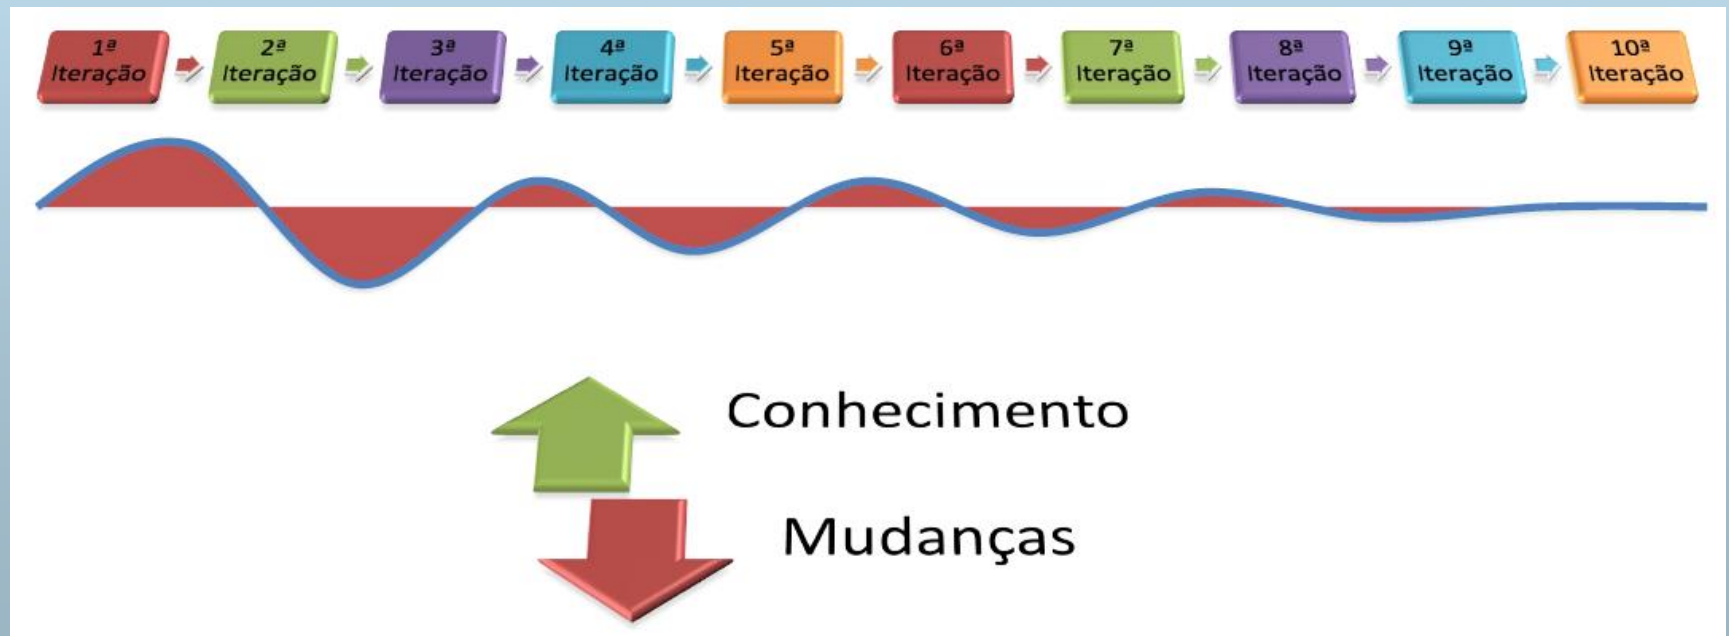 1ª
Iteração
2ª
Iteração
3ª
Iteração
4ª
Iteração
5ª
Iteração
6ª
Iteração
7ª
Iteração
8ª
Iteração
9ª
Iteração
10ª
Iteração
Conhecimento
Mudanças